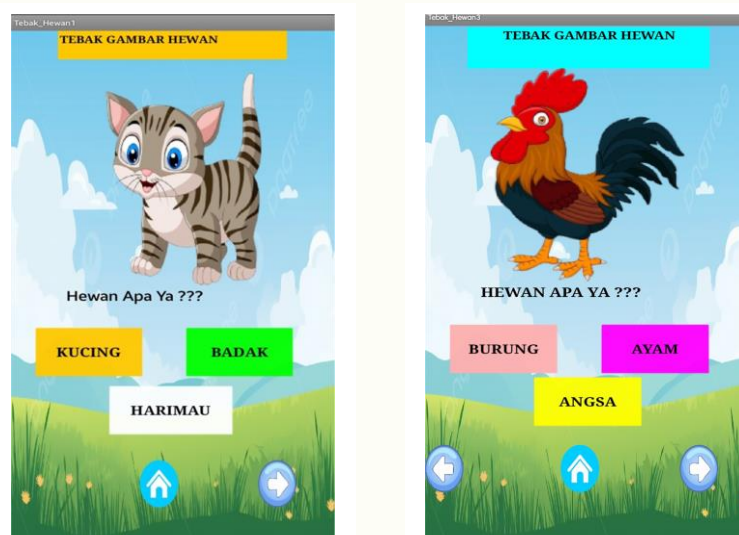 Tebak_Hewan1
TEBAK GAMBAR HEWAN
Hewan Apa Ya ???
KUCING
BADAK
HARIMAU
Tebak_Hewan3
TEBAK GAMBAR HEWAN
HEWAN APA YA ???
BURUNG
AYAM
ANGSA